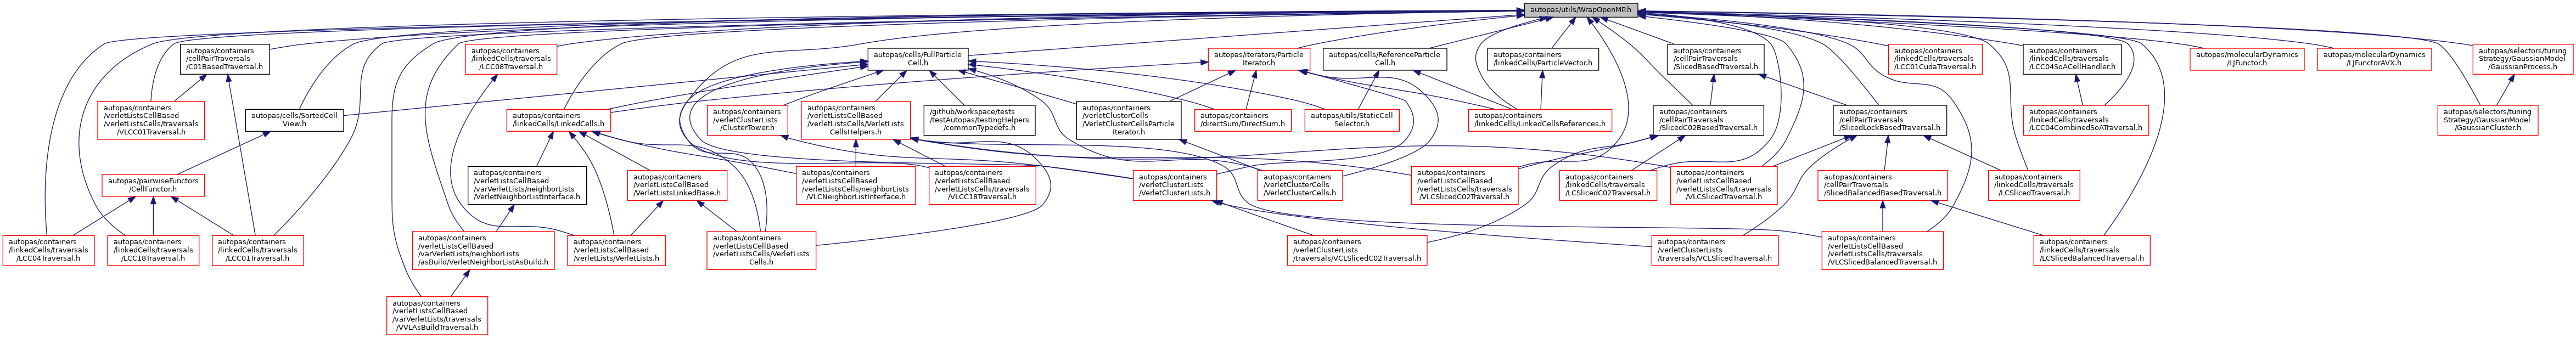 autopas/utils/WrapOpenMP.h
autopas/containers
/cellPairTraversals
/C01BasedTraversal.h
autopas/containers
/linkedCells/traversals
/LCC08Traversal.h
autopas/cells/FullParticle
Cell.h
autopas/iterators/Particle
Iterator.h
autopas/cells/ReferenceParticle
Cell.h
autopas/containers
/linkedCells/ParticleVector.h
autopas/containers
/cellPairTraversals
/SlicedBasedTraversal.h
autopas/containers
/linkedCells/traversals
/LCC01CudaTraversal.h
autopas/containers
/linkedCells/traversals
/LCC04SoACellHandler.h
autopas/molecularDynamics
/LJFunctor.h
autopas/molecularDynamics
/LJFunctorAVX.h
autopas/selectors/tuning
Strategy/GaussianModel
/GaussianProcess.h
autopas/containers
/verletListsCellBased
/verletListsCells/traversals
/VLCC01Traversal.h
autopas/cells/SortedCell
View.h
autopas/containers
/linkedCells/LinkedCells.h
autopas/containers
/verletClusterLists
/ClusterTower.h
autopas/containers
/verletListsCellBased
/verletListsCells/VerletLists
CellsHelpers.h
/github/workspace/tests
/testAutopas/testingHelpers
/commonTypedefs.h
autopas/containers
/verletClusterCells
/VerletClusterCellsParticle
Iterator.h
autopas/containers
/directSum/DirectSum.h
autopas/utils/StaticCell
Selector.h
autopas/containers
/linkedCells/LinkedCellsReferences.h
autopas/containers
/cellPairTraversals
/SlicedC02BasedTraversal.h
autopas/containers
/cellPairTraversals
/SlicedLockBasedTraversal.h
autopas/containers
/linkedCells/traversals
/LCC04CombinedSoATraversal.h
autopas/selectors/tuning
Strategy/GaussianModel
/GaussianCluster.h
autopas/pairwiseFunctors
/CellFunctor.h
autopas/containers
/verletListsCellBased
/varVerletLists/neighborLists
/VerletNeighborListInterface.h
autopas/containers
/verletListsCellBased
/VerletListsLinkedBase.h
autopas/containers
/verletListsCellBased
/verletListsCells/neighborLists
/VLCNeighborListInterface.h
autopas/containers
/verletListsCellBased
/verletListsCells/traversals
/VLCC18Traversal.h
autopas/containers
/verletClusterLists
/VerletClusterLists.h
autopas/containers
/verletClusterCells
/VerletClusterCells.h
autopas/containers
/verletListsCellBased
/verletListsCells/traversals
/VLCSlicedC02Traversal.h
autopas/containers
/linkedCells/traversals
/LCSlicedC02Traversal.h
autopas/containers
/verletListsCellBased
/verletListsCells/traversals
/VLCSlicedTraversal.h
autopas/containers
/cellPairTraversals
/SlicedBalancedBasedTraversal.h
autopas/containers
/linkedCells/traversals
/LCSlicedTraversal.h
autopas/containers
/linkedCells/traversals
/LCC04Traversal.h
autopas/containers
/linkedCells/traversals
/LCC18Traversal.h
autopas/containers
/linkedCells/traversals
/LCC01Traversal.h
autopas/containers
/verletListsCellBased
/varVerletLists/neighborLists
/asBuild/VerletNeighborListAsBuild.h
autopas/containers
/verletListsCellBased
/verletLists/VerletLists.h
autopas/containers
/verletListsCellBased
/verletListsCells/VerletLists
Cells.h
autopas/containers
/verletClusterLists
traversals/VCLSlicedC02Traversal.h
autopas/containers
/verletClusterLists
traversals/VCLSlicedTraversal.h
autopas/containers
/verletListsCellBased
/verletListsCells/traversals
/VLCSlicedBalancedTraversal.h
autopas/containers
/linkedCells/traversals
/LCSlicedBalancedTraversal.h
autopas/containers
/verletListsCellBased
/varVerletLists/traversals
/VVLAsBuildTraversal.h